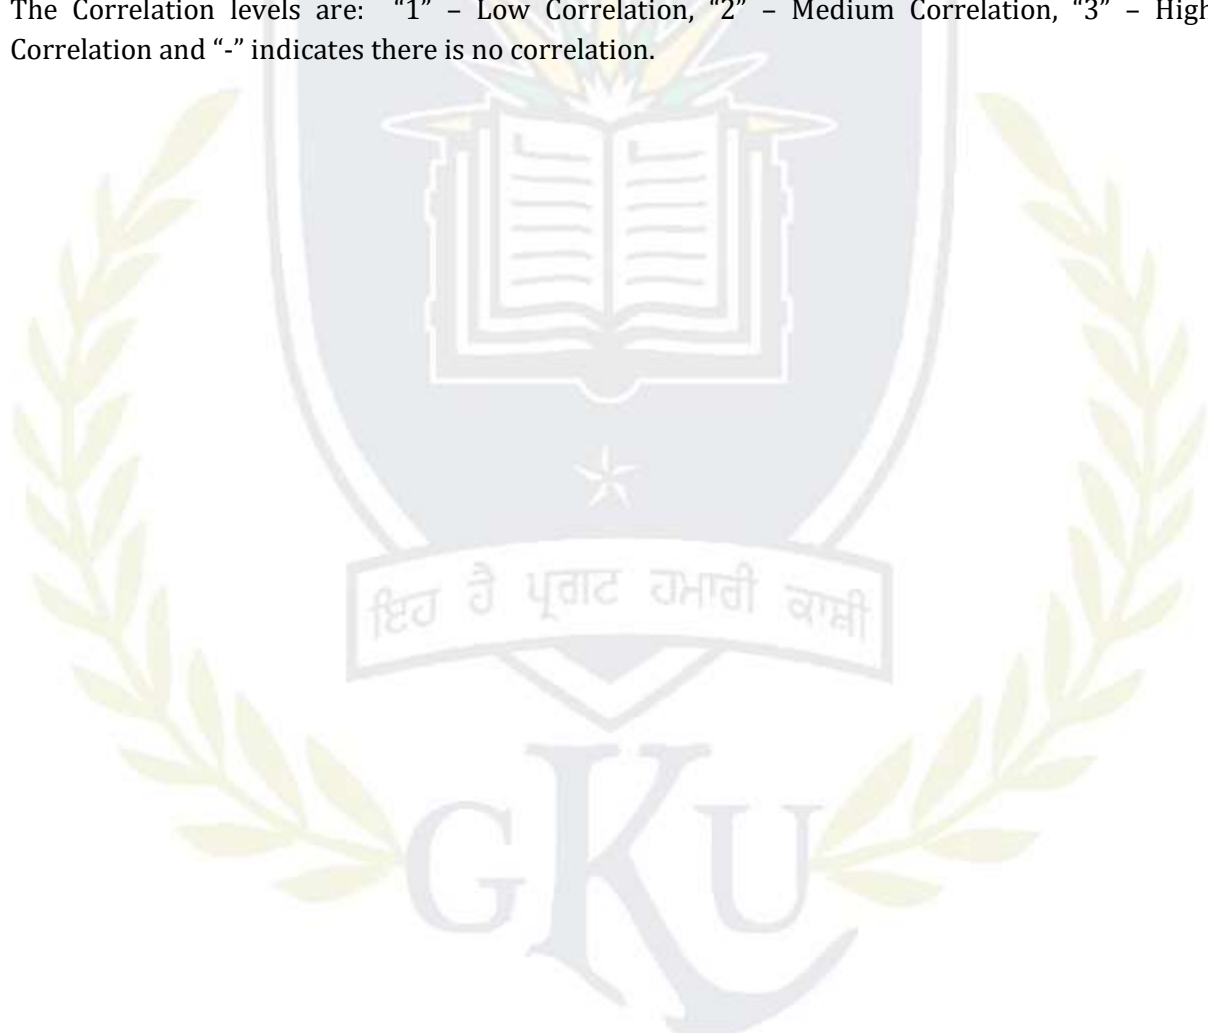 The Correlation levels are: “1” – Low Correlation, “2” – Medium Correlation, “3” – High
Correlation and “-” indicates there is no correlation.
ਇਹ ਹੈ ਪ੍ਰਗਟ ਹਮਾਰੀ ਕਾਸ਼ੀ
GKU